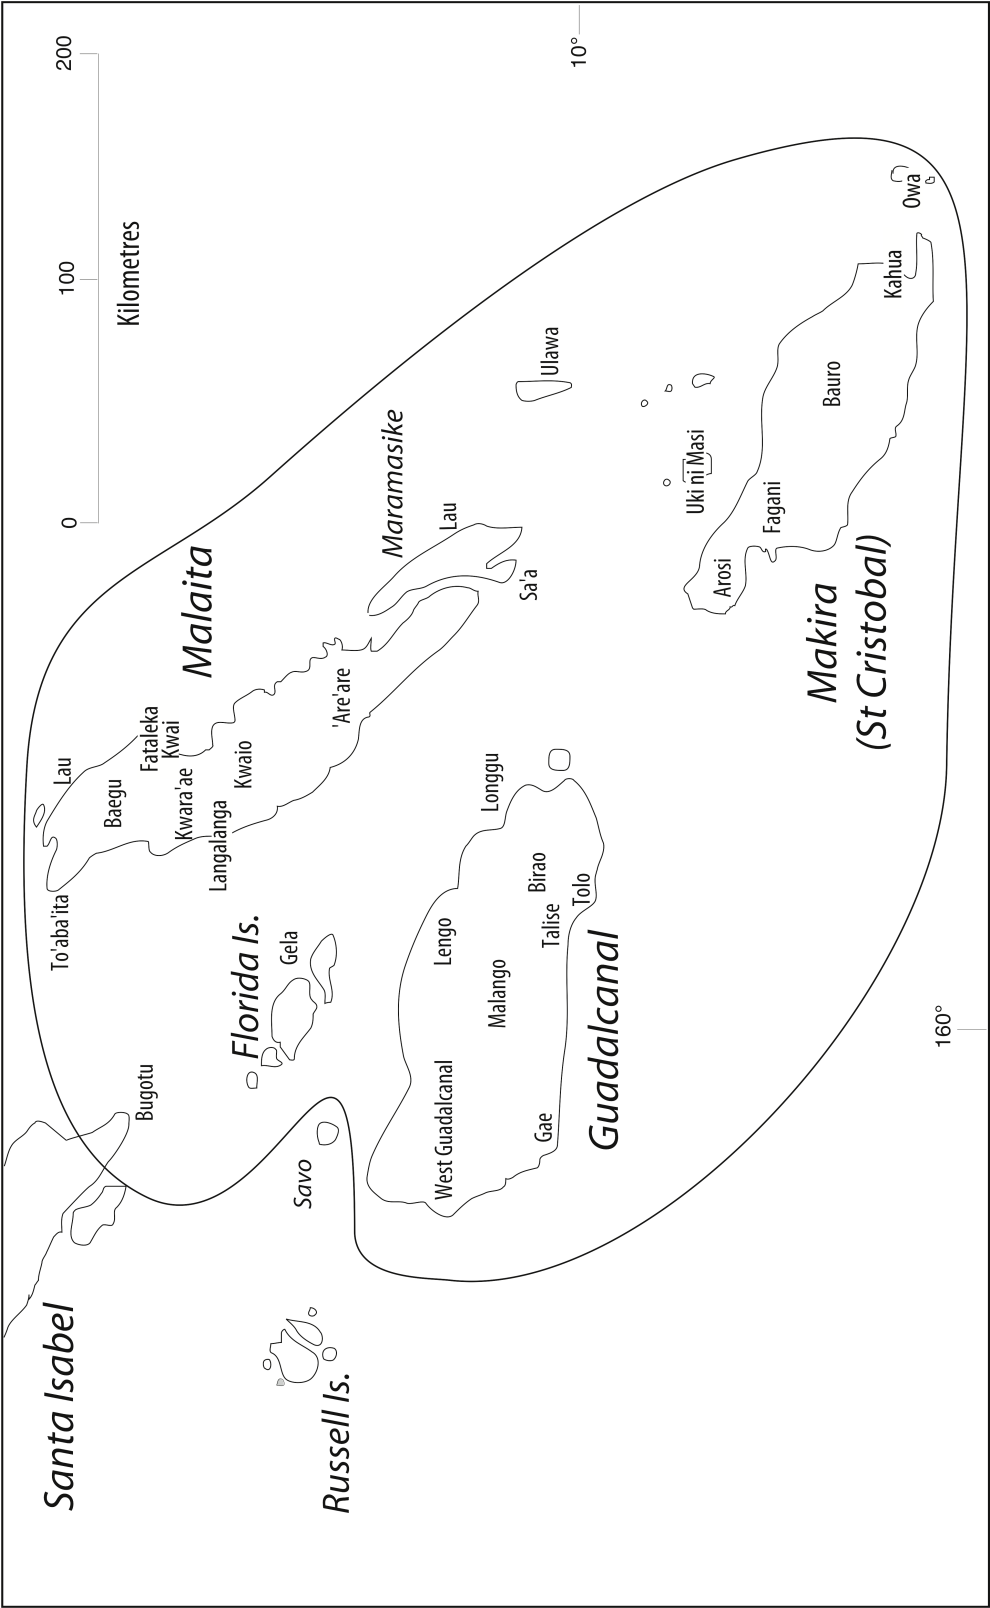 Santa Isabel
Bugotu
To'aba'ita
Lau
Baegu
Fataleka
Kwai
Kwara'ae
Langalanga
Kwaio
Malaita
'Are'are
Maramasike
Lau
Sa'a
Ulawa
0
100
200
Kilometres
Russell Is.
Savo
Florida Is.
Gela
West Guadalcanal
Lengo
Longgu
Malango
Birao
Gae
Talise
Tolo
Guadalcanal
10°
Uki ni Masi
Arosi
Fagani
Bauro
Kahua
Owa
Makira
(St Cristobal)
160°